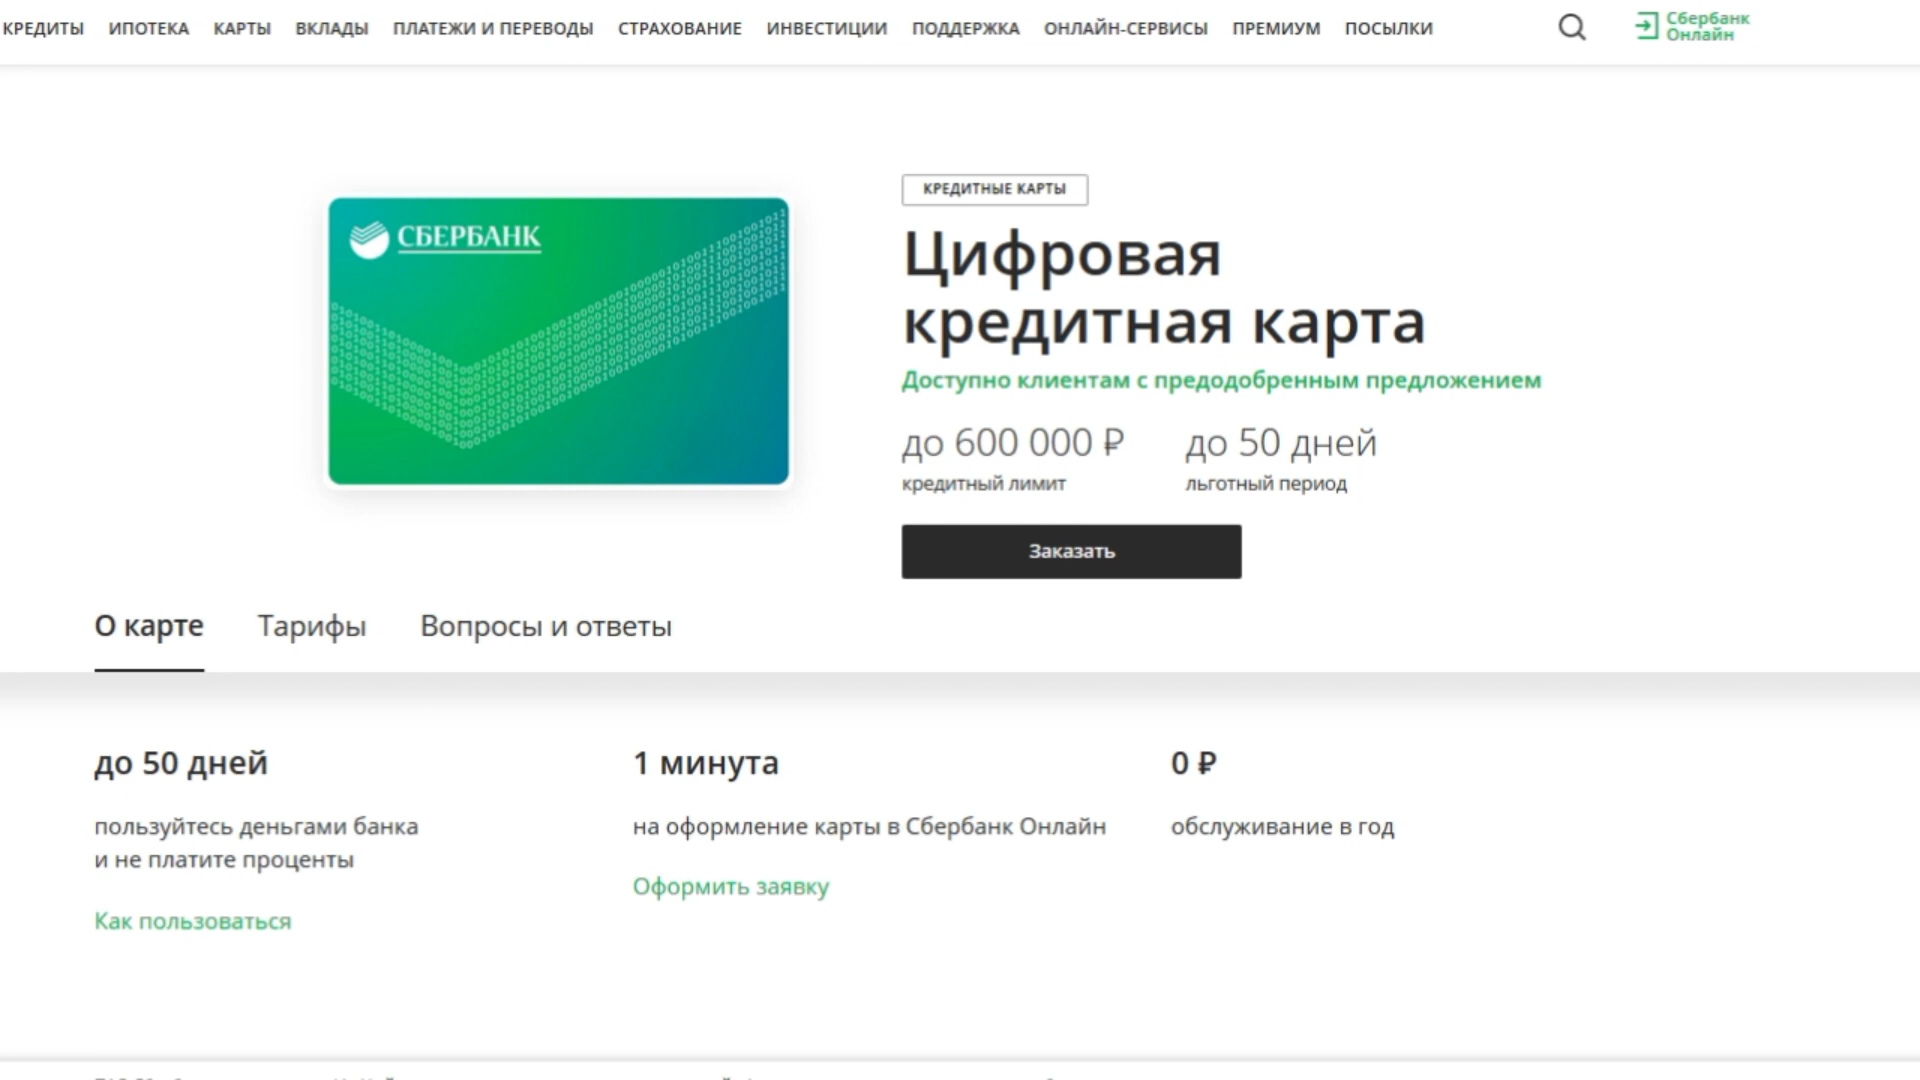 КРЕДИТЫ ИПОТЕКА КАРТЫ ВКЛАДЫ ПЛАТЕЖИ И ПЕРЕВОДЫ СТРАХОВАНИЕ ИНВЕСТИЦИИ ПОДДЕРЖКА ОНЛАЙН-СЕРВИСЫ ПРЕМИУМ ПОСЫЛКИ
Сбербанк
Онлайн
СБЕРБАНК
КРЕДИТНЫЕ КАРТЫ
Цифровая
кредитная карта
Доступно клиентам с предодобренным предложением
до 600 000 ₽ до 50 дней
кредитный лимит льготный период
Заказать
О карте Тарифы Вопросы и ответы
до 50 дней
пользуйтесь деньгами банка
и не платите проценты
Как пользоваться
1 минута
на оформление карты в Сбербанк Онлайн
Оформить заявку
0 ₽
обслуживание в год